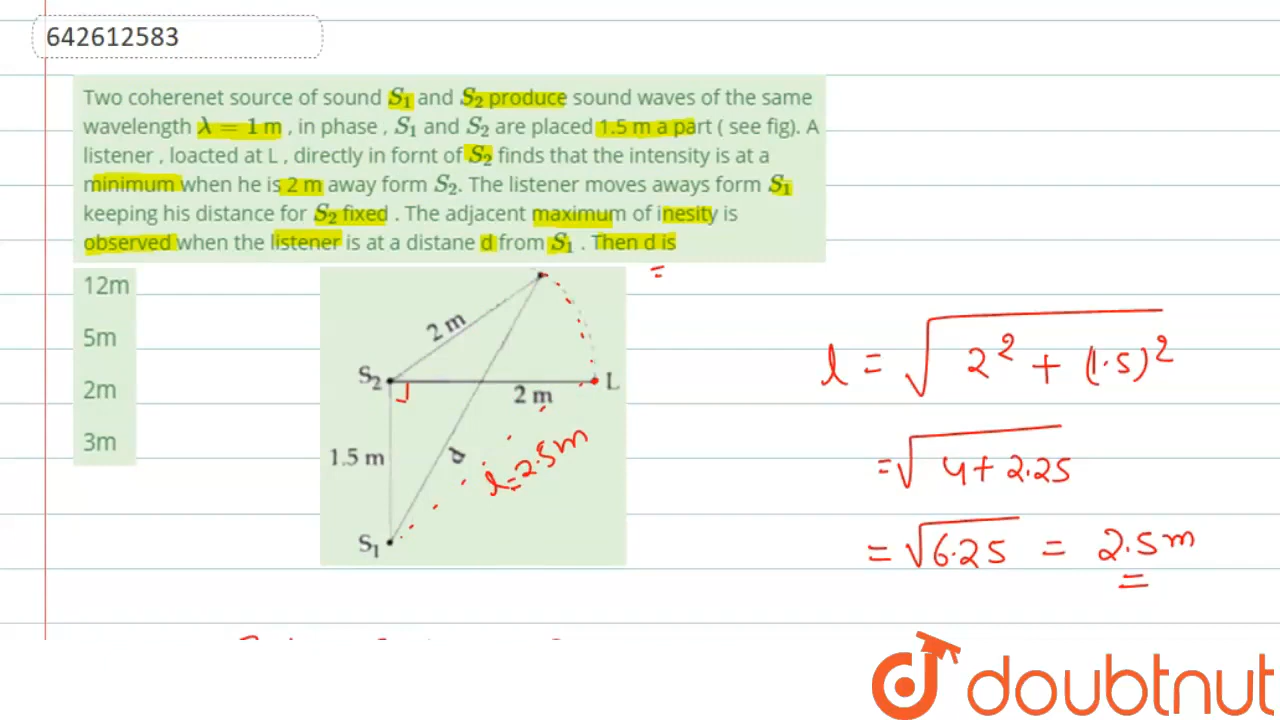 642612583
Two coherenet source of sound S₁ and S₂ produce sound waves of the same
wavelength λ = 1 m , in phase , S₁ and S₂ are placed 1.5 m a part ( see fig). A
listener , loacted at L , directly in fornt of S₂ finds that the intensity is at a
minimum when he is 2 m away form S₂. The listener moves aways form S₁
keeping his distance for S₂ fixed . The adjacent maximum of inesity is
observed when the listener is at a distane d from S₁ . Then d is
12m
5m
2m
3m
2 m
S₂
L
2 m
1.5 m
d
l=2.5m
S₁
l = √2² + (1.5)²
=√4+2.25
=√6.25 = 2.5m
doubtnut